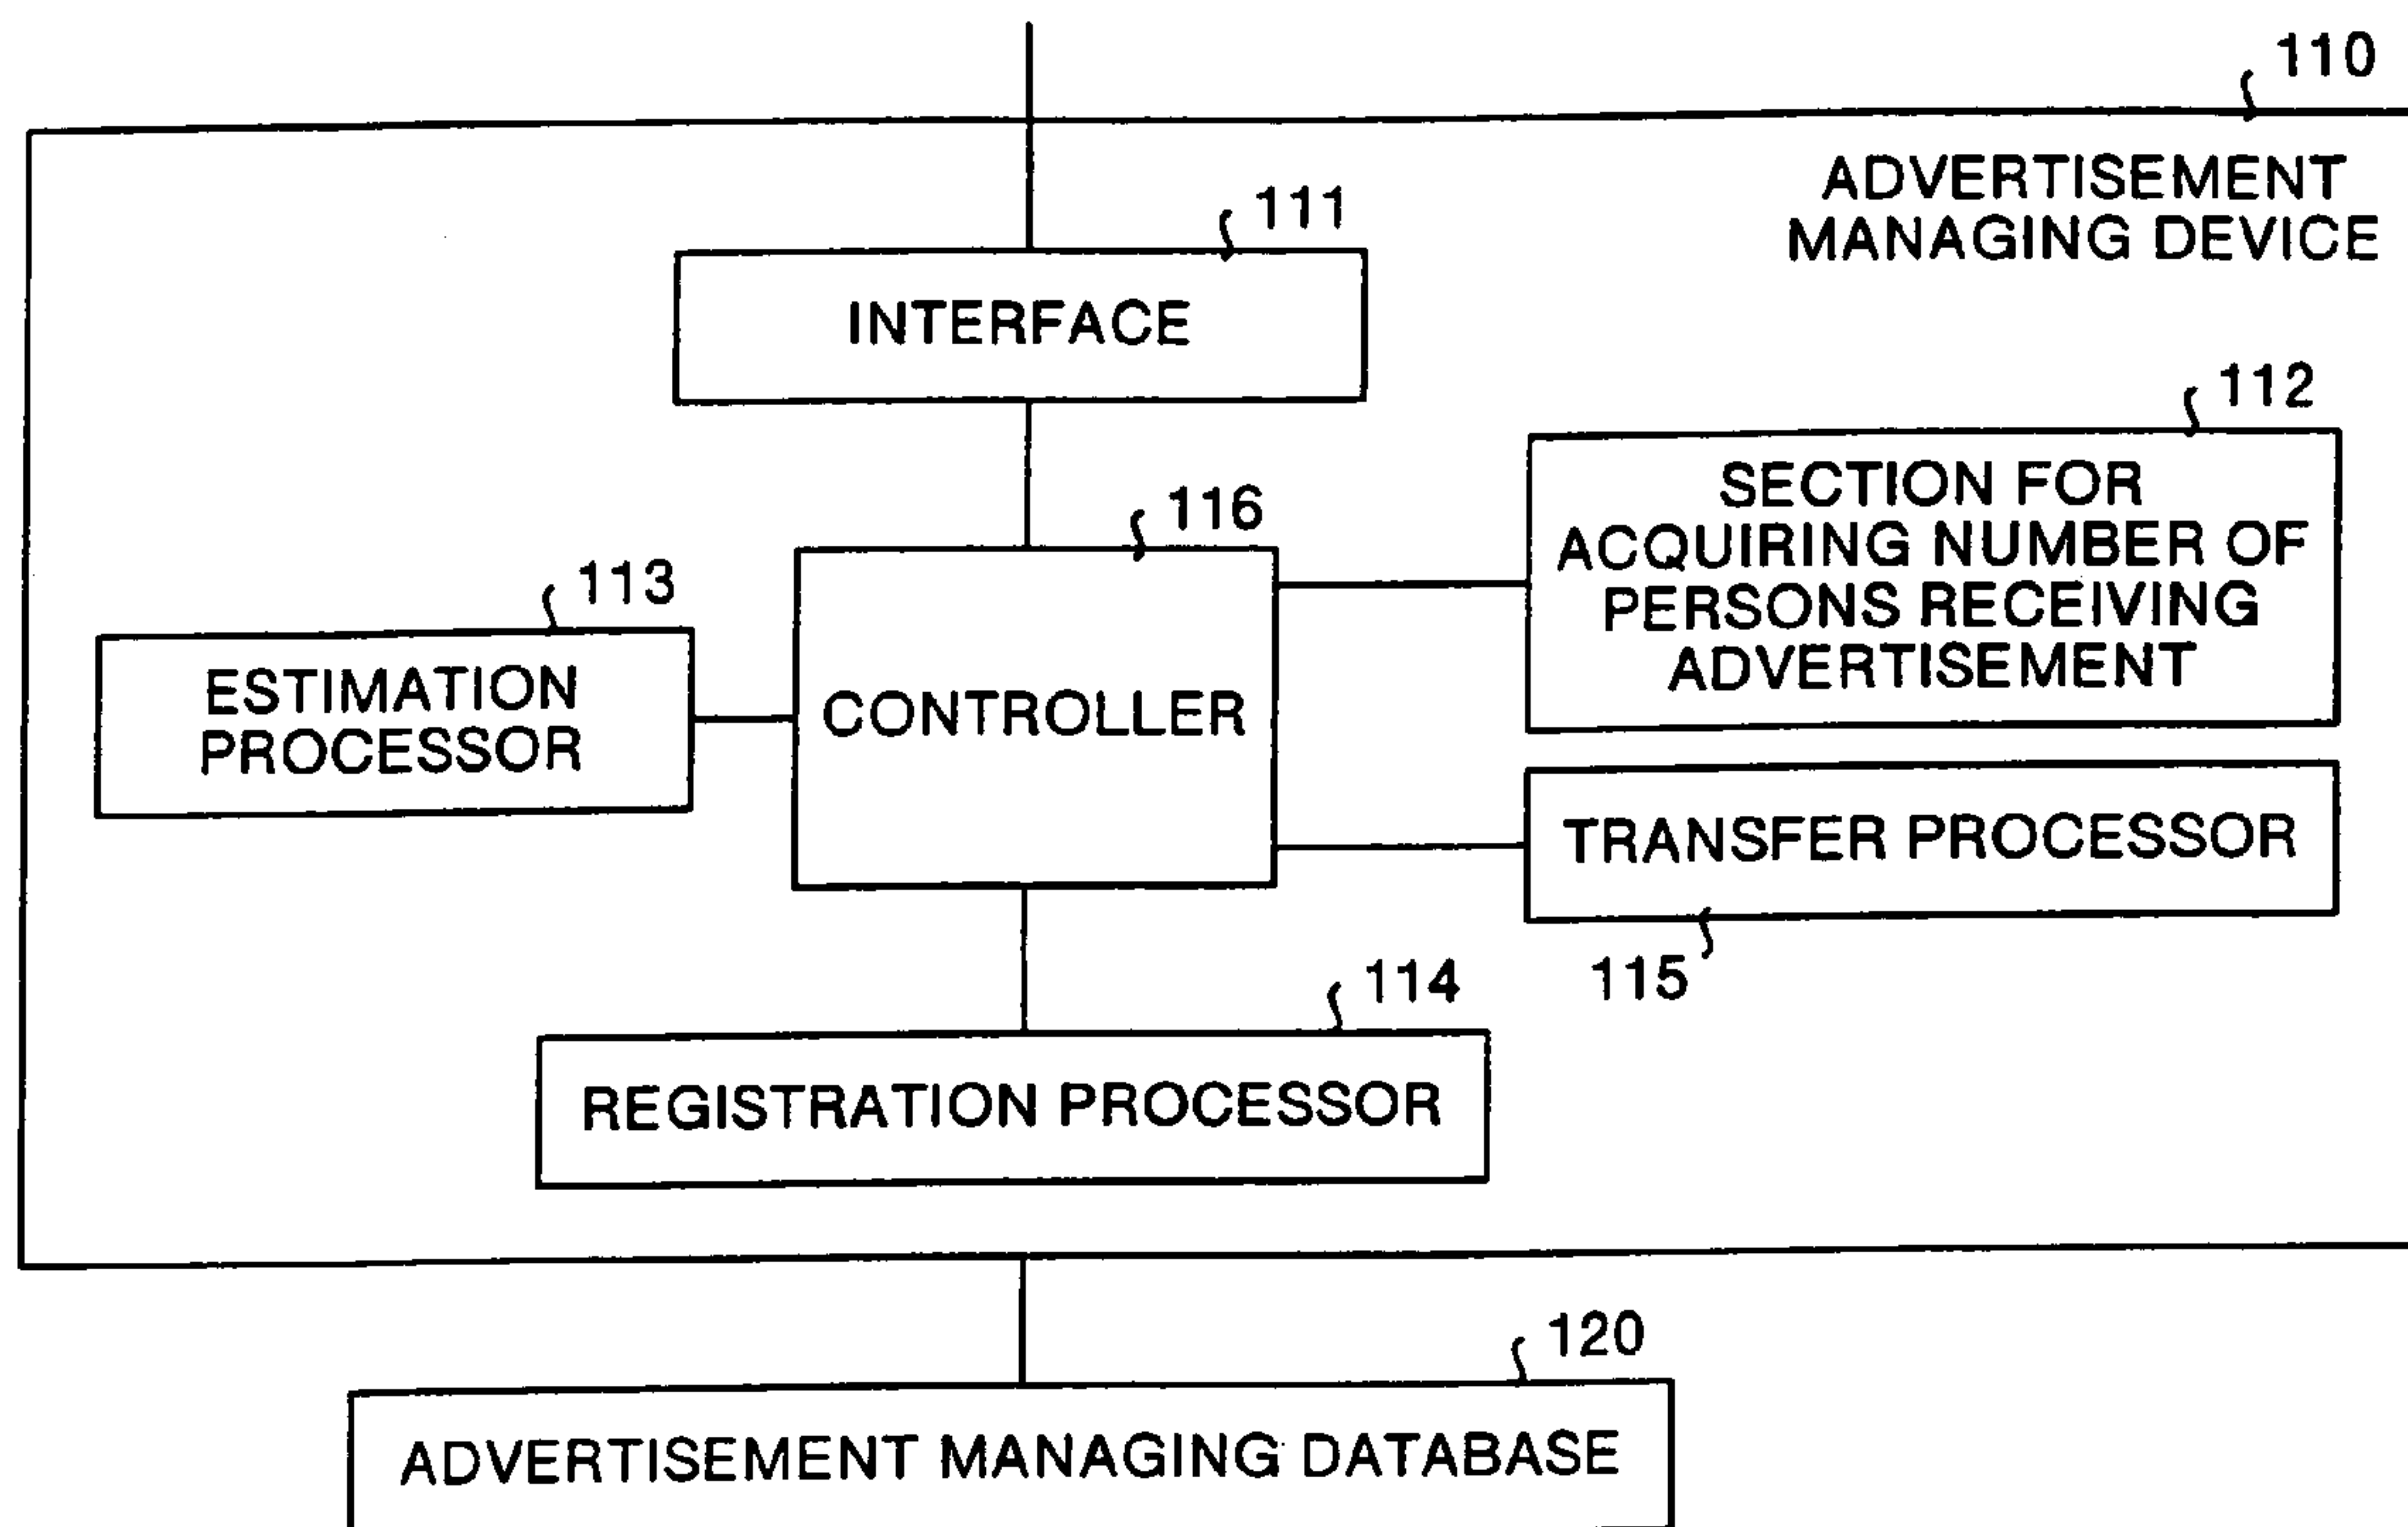 110
ADVERTISEMENT
MANAGING DEVICE
111
INTERFACE
112
SECTION FOR
ACQUIRING NUMBER OF
PERSONS RECEIVING
ADVERTISEMENT
116
CONTROLLER
113
ESTIMATION
PROCESSOR
TRANSFER PROCESSOR
115
114
REGISTRATION PROCESSOR
120
ADVERTISEMENT MANAGING DATABASE